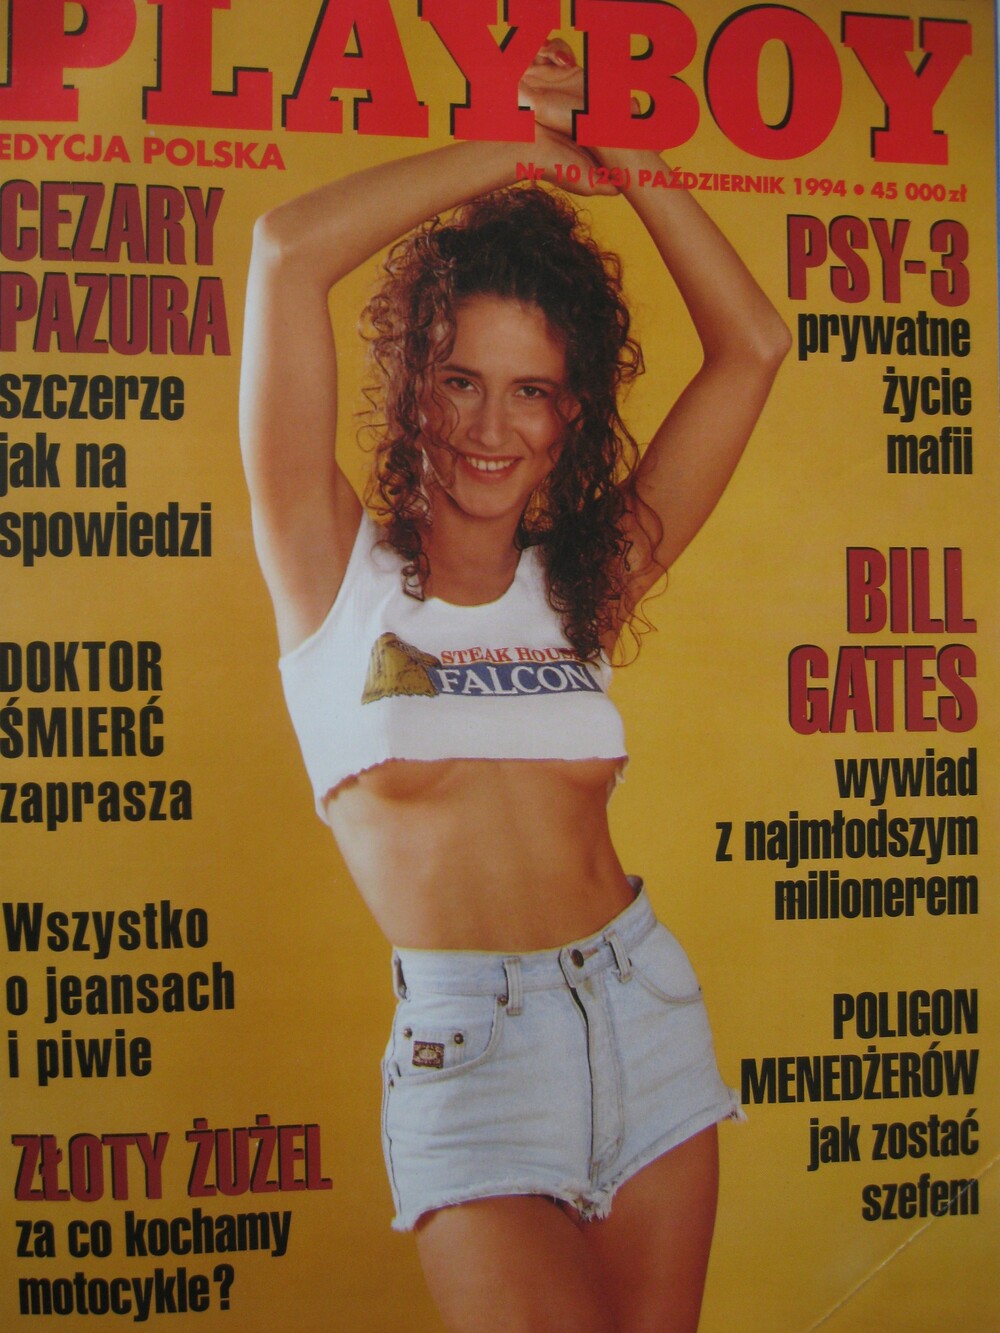 PLAYBOY
EDYCJA POLSKA
Nr 10 (23) PAŹDZIERNIK 1994 • 45 000 zł
CEZARY
PAZURA
szczerze
jak na
spowiedzi
DOKTOR
ŚMIERĆ
zaprasza
Wszystko
o jeansach
i piwie
ZŁOTY ŻUŻEL
za co kochamy
motocykle?
PSY-3
prywatne
życie
mafii
BILL
GATES
wywiad
z najmłodszym
milionerem
POLIGON
MENEDŻERÓW
jak zostać
szefem
STEAK HOUSE
FALCON